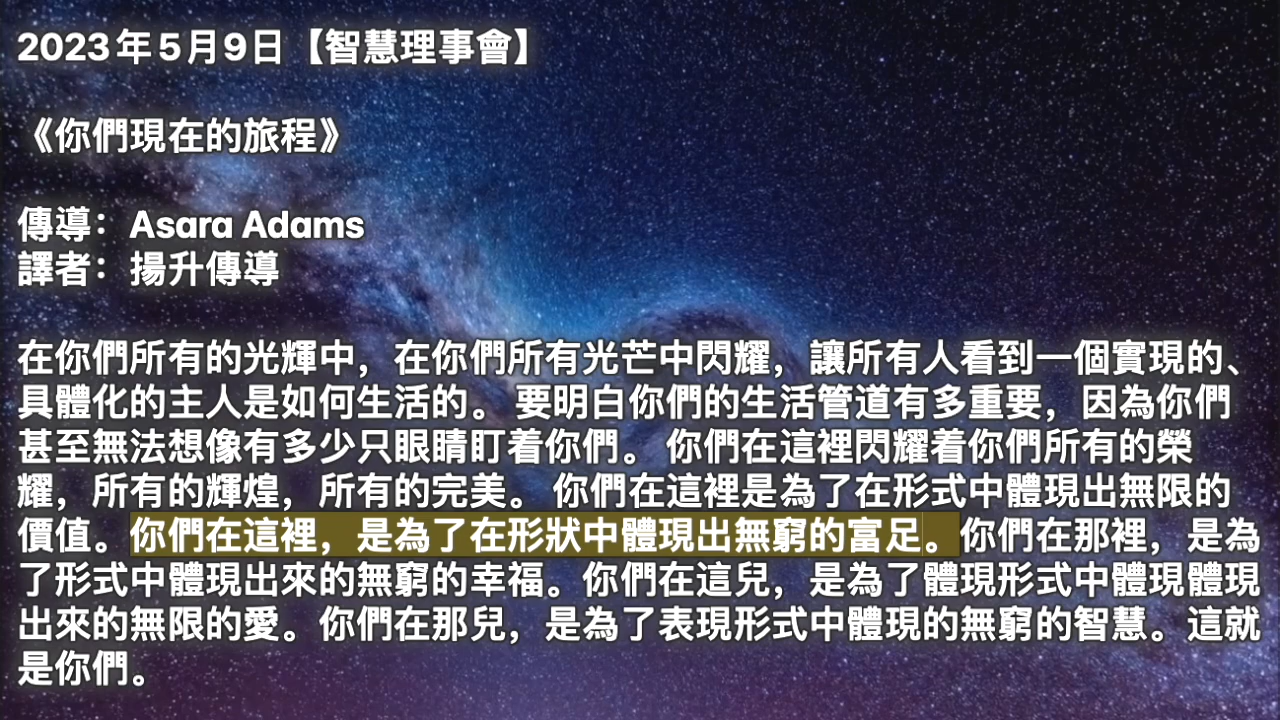 2023年5月9日【智慧理事會】
《你們現在的旅程》
傳導：Asara Adams
譯者：揚升傳導
在你們所有的光輝中，在你們所有光芒中閃耀，讓所有人看到一個實現的、
具體化的主人是如何生活的。 要明白你們的生活管道有多重要，因為你們
甚至無法想像有多少只眼睛盯着你們。 你們在這裡閃耀着你們所有的榮
耀，所有的輝煌，所有的完美。 你們在這裡是為了在形式中體現出無限的
價值。你們在這裡，是為了在形狀中體現出無窮的富足。你們在那裡，是為
了形式中體現出來的無窮的幸福。你們在這兒，是為了體現形式中體現體現
出來的無限的愛。你們在那兒，是為了表現形式中體現的無窮的智慧。這就
是你們。